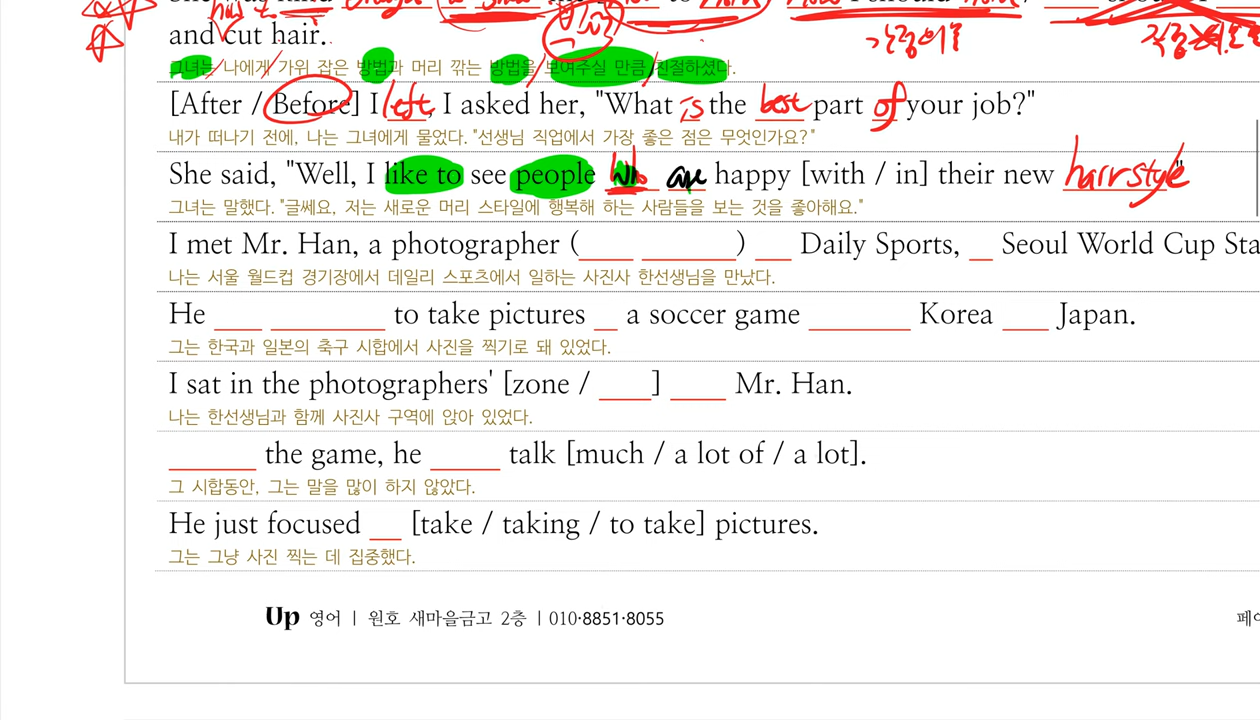 and cut hair.
그녀는 나에게 가위 잡은 방법과 머리 깎는 방법을 보여주실 만큼 친절하셨다.
[After / Before] I left, I asked her, "What is the best part of your job?"
내가 떠나기 전에, 나는 그녀에게 물었다. "선생님 직업에서 가장 좋은 점은 무엇인가요?"
She said, "Well, I like to see people who are happy [with / in] their new hairstyle"
그녀는 말했다. "글쎄요, 저는 새로운 머리 스타일에 행복해 하는 사람들을 보는 것을 좋아해요."
I met Mr. Han, a photographer (____ ____) ____ Daily Sports, __ Seoul World Cup Sta
나는 서울 월드컵 경기장에서 데일리 스포츠에서 일하는 사진사 한선생님을 만났다.
He ____ ____ to take pictures __ a soccer game ____ Korea ____ Japan.
그는 한국과 일본의 축구 시합에서 사진을 찍기로 돼 있었다.
I sat in the photographers' [zone / ____] ____ Mr. Han.
나는 한선생님과 함께 사진사 구역에 앉아 있었다.
____ the game, he ____ talk [much / a lot of / a lot].
그 시합동안, 그는 말을 많이 하지 않았다.
He just focused __ [take / taking / to take] pictures.
그는 그냥 사진 찍는 데 집중했다.
Up 영어 | 원호 새마을금고 2층 | 010·8851·8055